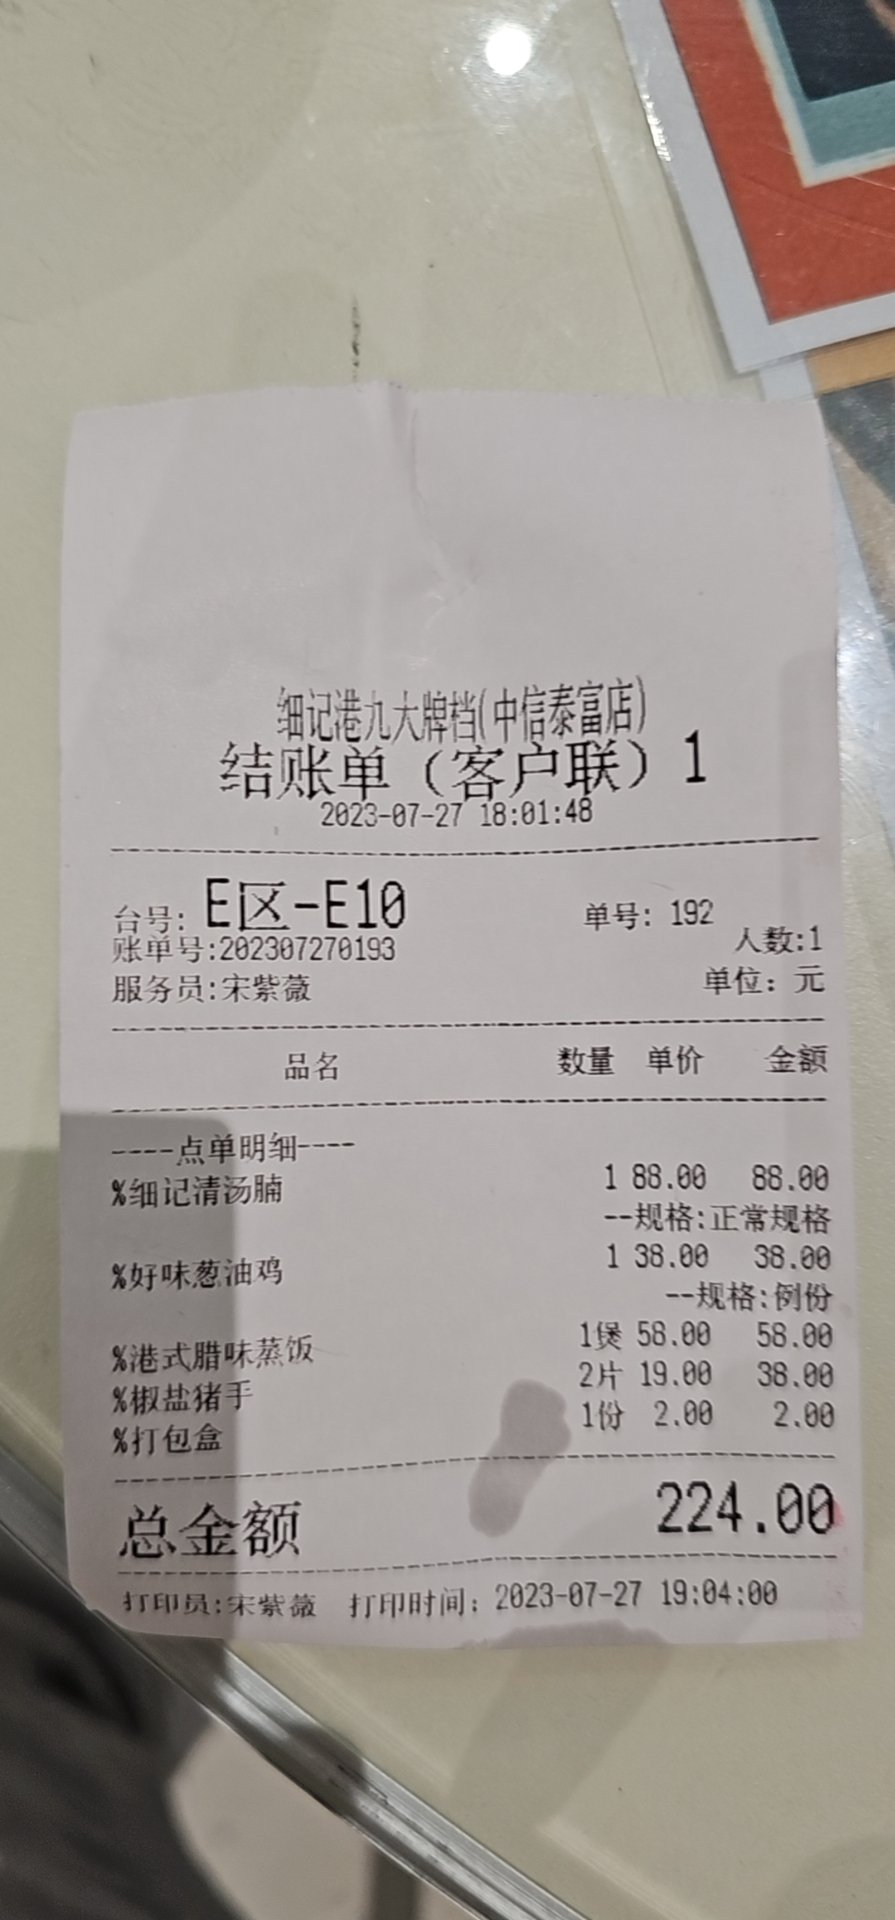 细记港九大牌档(中信泰富店)
结账单（客户联）1
2023-07-27 18:01:48
台号: E区-E10 单号: 192
账单号:202307270193 人数:1
服务员:宋紫薇 单位: 元
品名 数量 单价 金额
----点单明细----
%细记清汤腩 1 88.00 88.00
--规格:正常规格
%好味葱油鸡 1 38.00 38.00
--规格:例份
%港式腊味蒸饭 1煲 58.00 58.00
%椒盐猪手 2片 19.00 38.00
%打包盒 1份 2.00 2.00
总金额 224.00
打印员:宋紫薇 打印时间: 2023-07-27 19:04:00